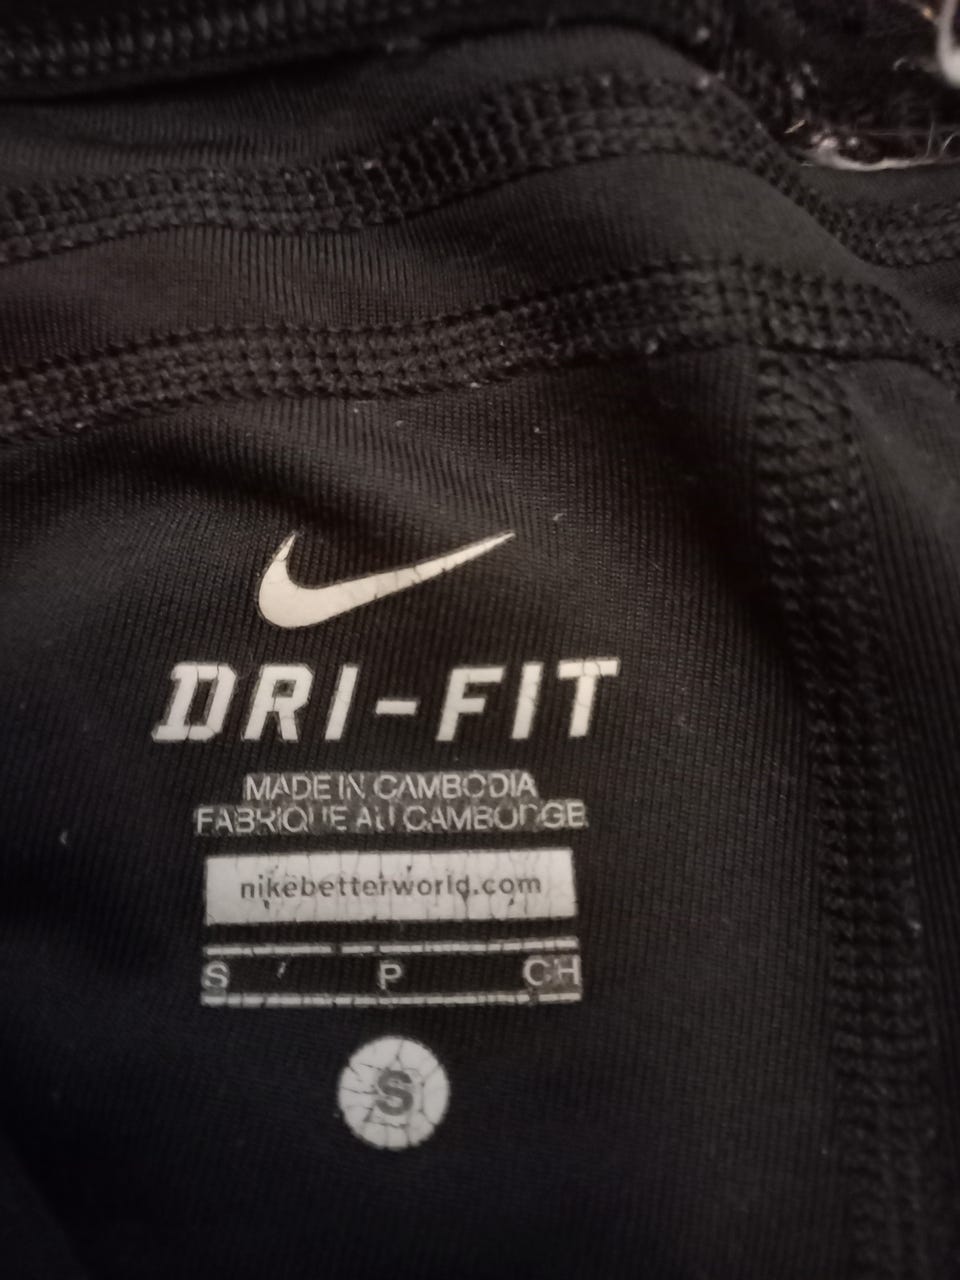 DRI-FIT
MADE IN CAMBODIA
FABRIQUE AU CAMBODGE
nikebetterworld.com
S P CH
S